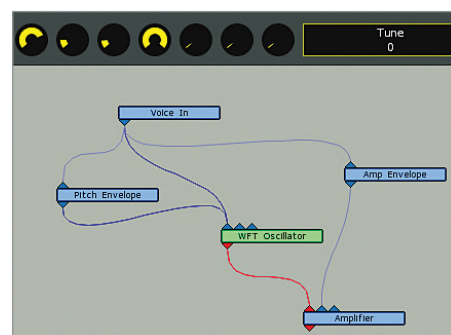 Tune
0
Voice In
Amp Envelope
Pitch Envelope
WFT Oscillator
Amplifier